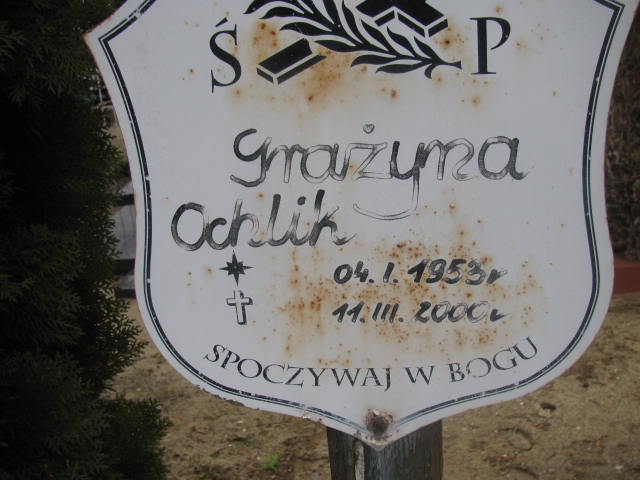 Ś P
Grażyna
Ochlik
04. I. 1953r
11. III. 2000r
SPOCZYWAJ W BOGU